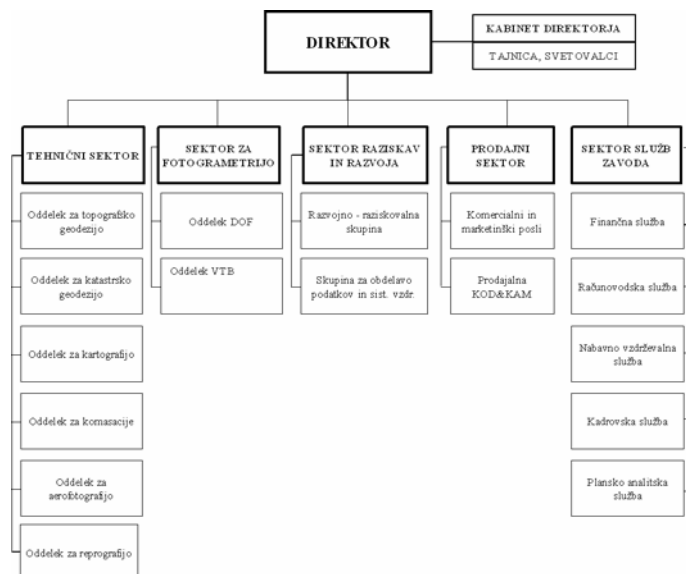 DIREKTOR
KABINET DIREKTORJA
TAJNICA, SVETOVALCI
TEHNIČNI SEKTOR
Oddelek za topografsko
geodezijo
Oddelek za katastrsko
geodezijo
Oddelek za kartografijo
Oddelek za komasacije
Oddelek za
aerofotografijo
Oddelek za reprografijo
SEKTOR ZA
FOTOGRAMETRIJO
Oddelek DOF
Oddelek VTB
SEKTOR RAZISKAV
IN RAZVOJA
Razvojno - raziskovalna
skupina
Skupina za obdelavo
podatkov in sist. vzdr.
PRODAJNI
SEKTOR
Komercialni in
marketinški posli
Prodajalna
KOD&KAM
SEKTOR SLUŽB
ZAVODA
Finančna služba
Računovodska služba
Nabavno vzdrževalna
služba
Kadrovska služba
Plansko analitska
služba